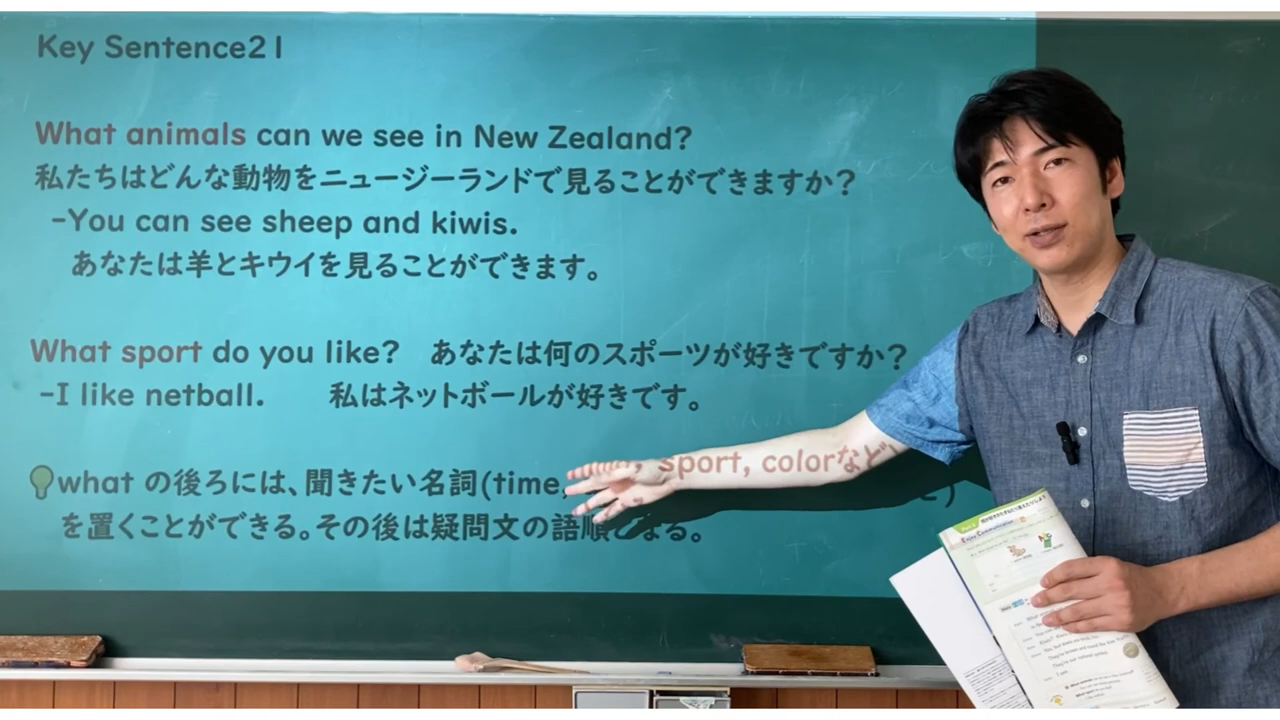 Key Sentence21
What animals can we see in New Zealand?
私たちはどんな動物をニュージーランドで見ることができますか？
-You can see sheep and kiwis.
あなたは羊とキウイを見ることができます。
What sport do you like? あなたは何のスポーツが好きですか？
-I like netball. 私はネットボールが好きです。
what の後ろには、聞きたい名詞(time, sport, colorなど)
を置くことができる。その後は疑問文の語順となる。
Enjoy Communication